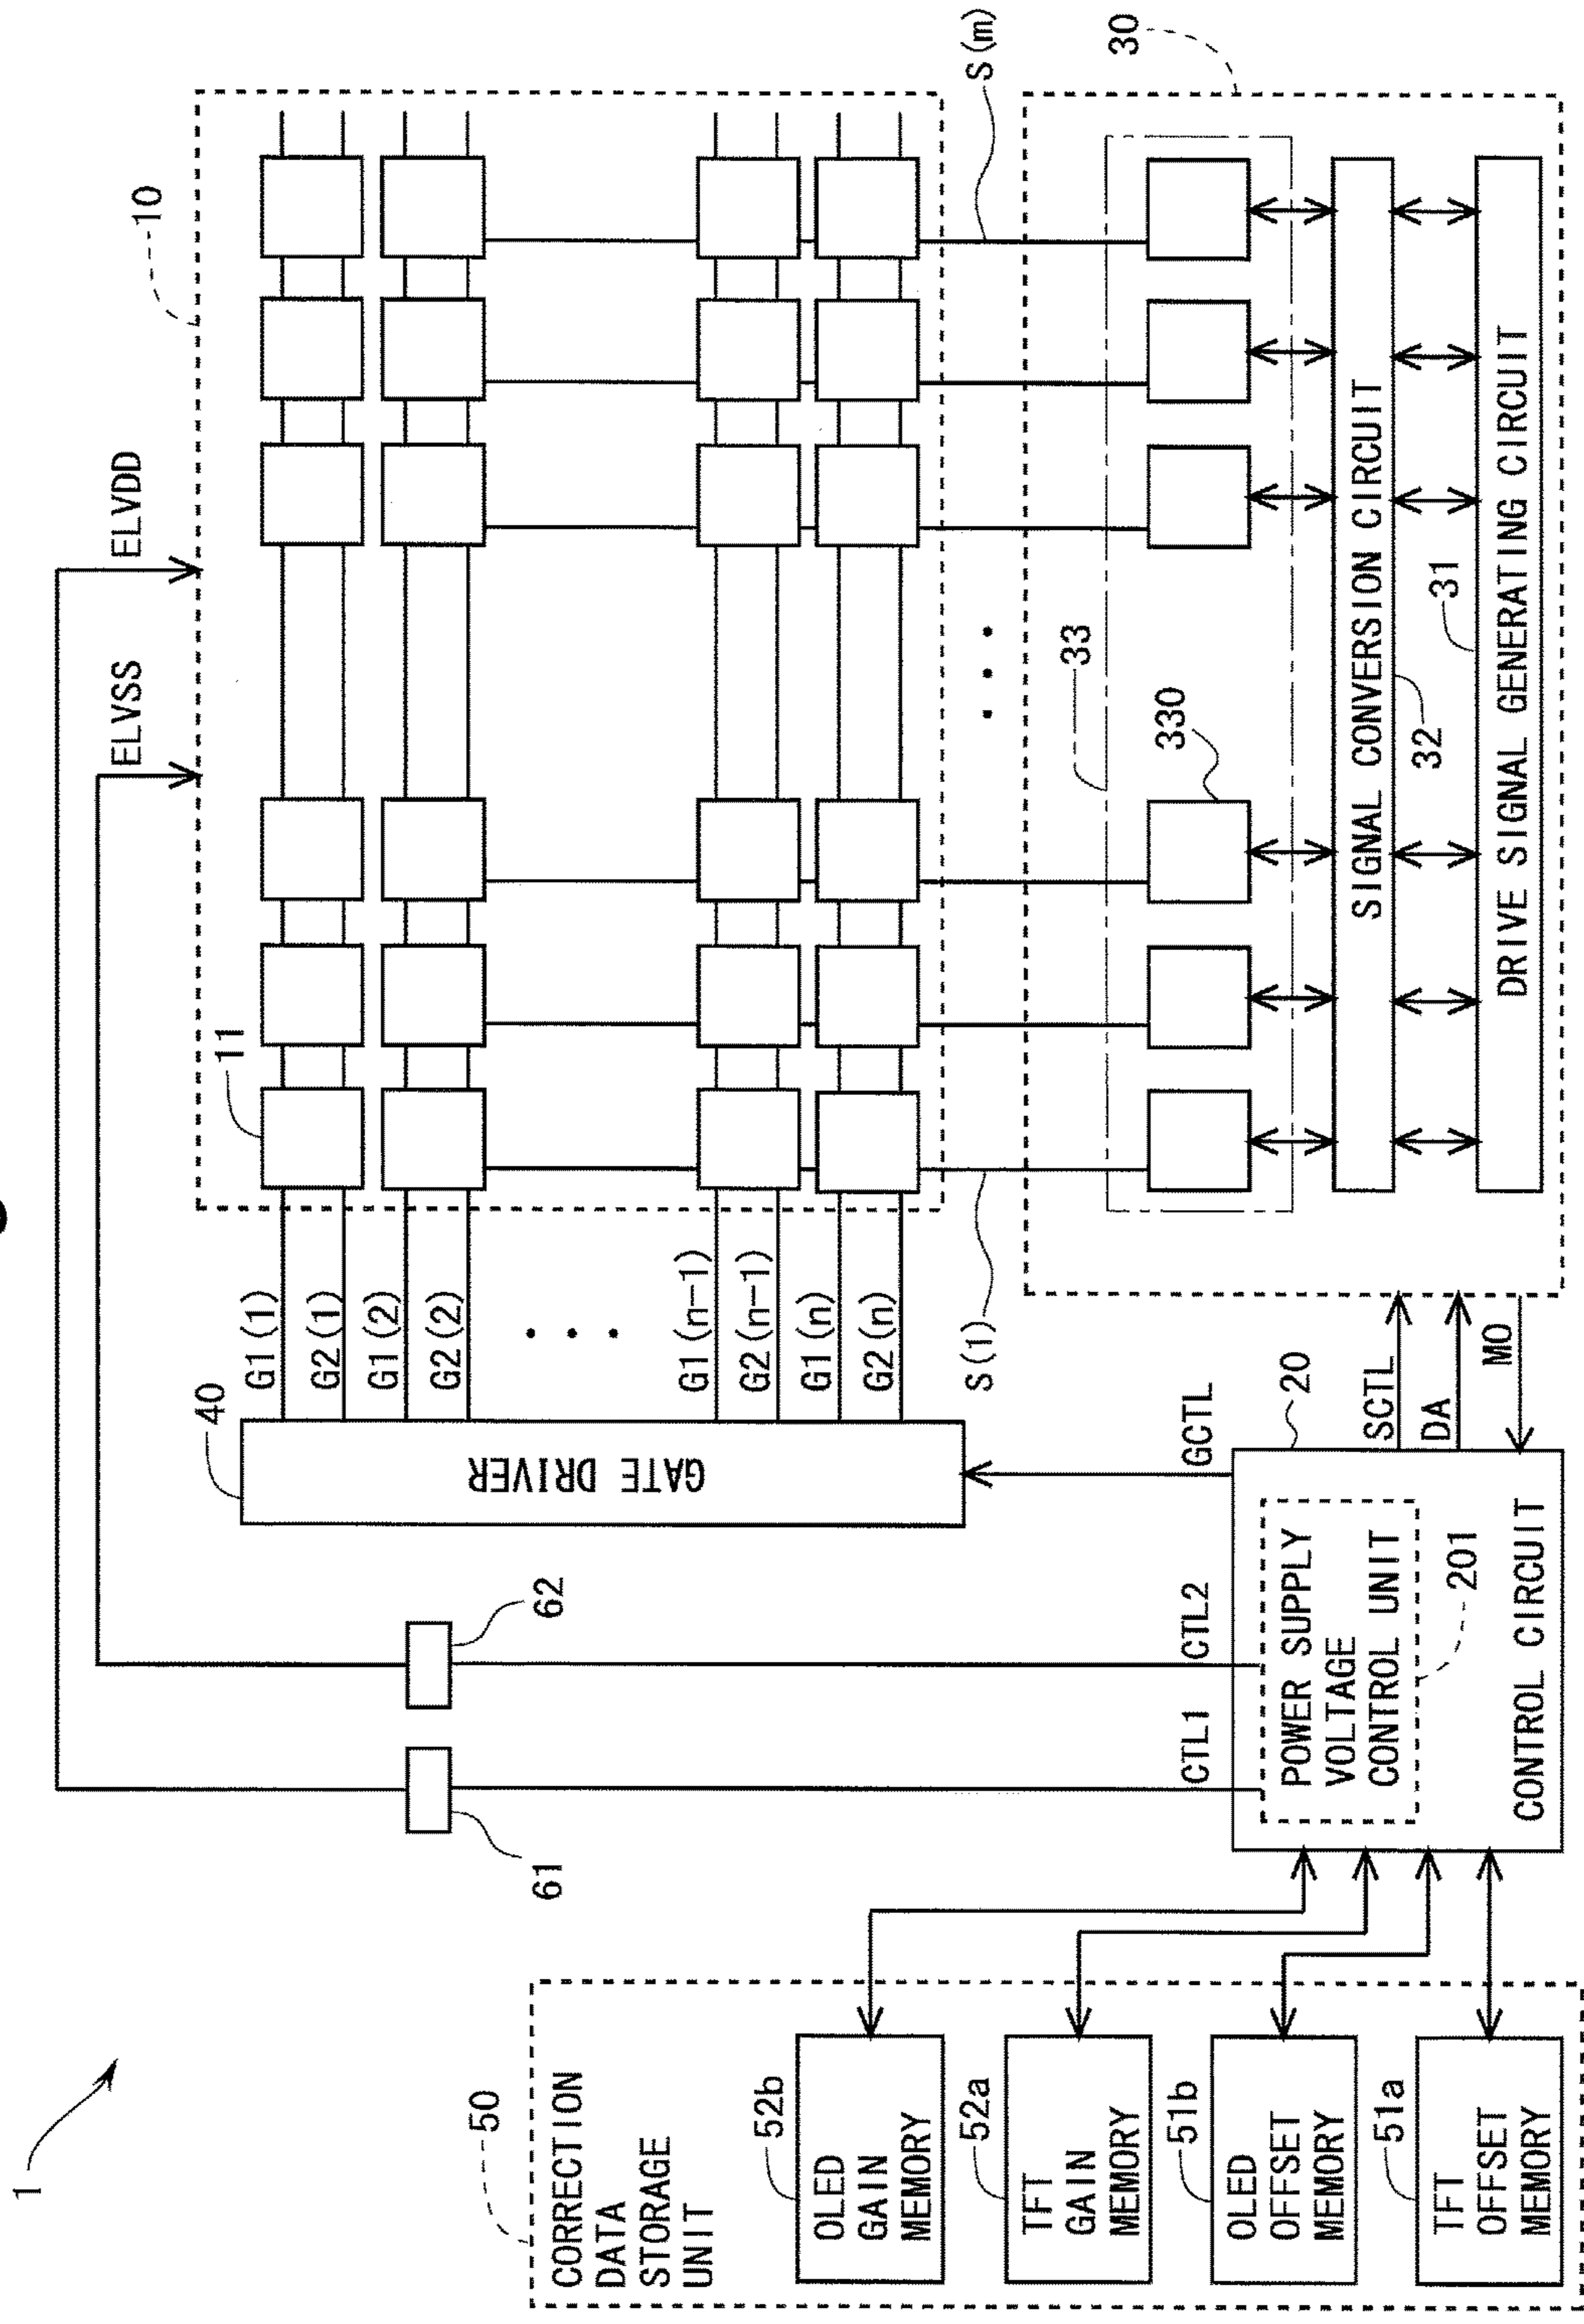 1
ELVDD
ELVSS
10
11
40
G1(1)
G2(1)
G1(2)
G2(2)
G1(n-1)
G2(n-1)
G1(n)
G2(n)
GATE DRIVER
S(1)
S(m)
30
33
330
SIGNAL CONVERSION CIRCUIT
32
31
DRIVE SIGNAL GENERATING CIRCUIT
61
62
CTL1
CTL2
GCTL
20
SCTL
DA
MO
POWER SUPPLY
VOLTAGE
CONTROL UNIT
201
CONTROL CIRCUIT
50
CORRECTION
DATA
STORAGE
UNIT
52b
OLED
GAIN
MEMORY
52a
TFT
GAIN
MEMORY
51b
OLED
OFFSET
MEMORY
51a
TFT
OFFSET
MEMORY